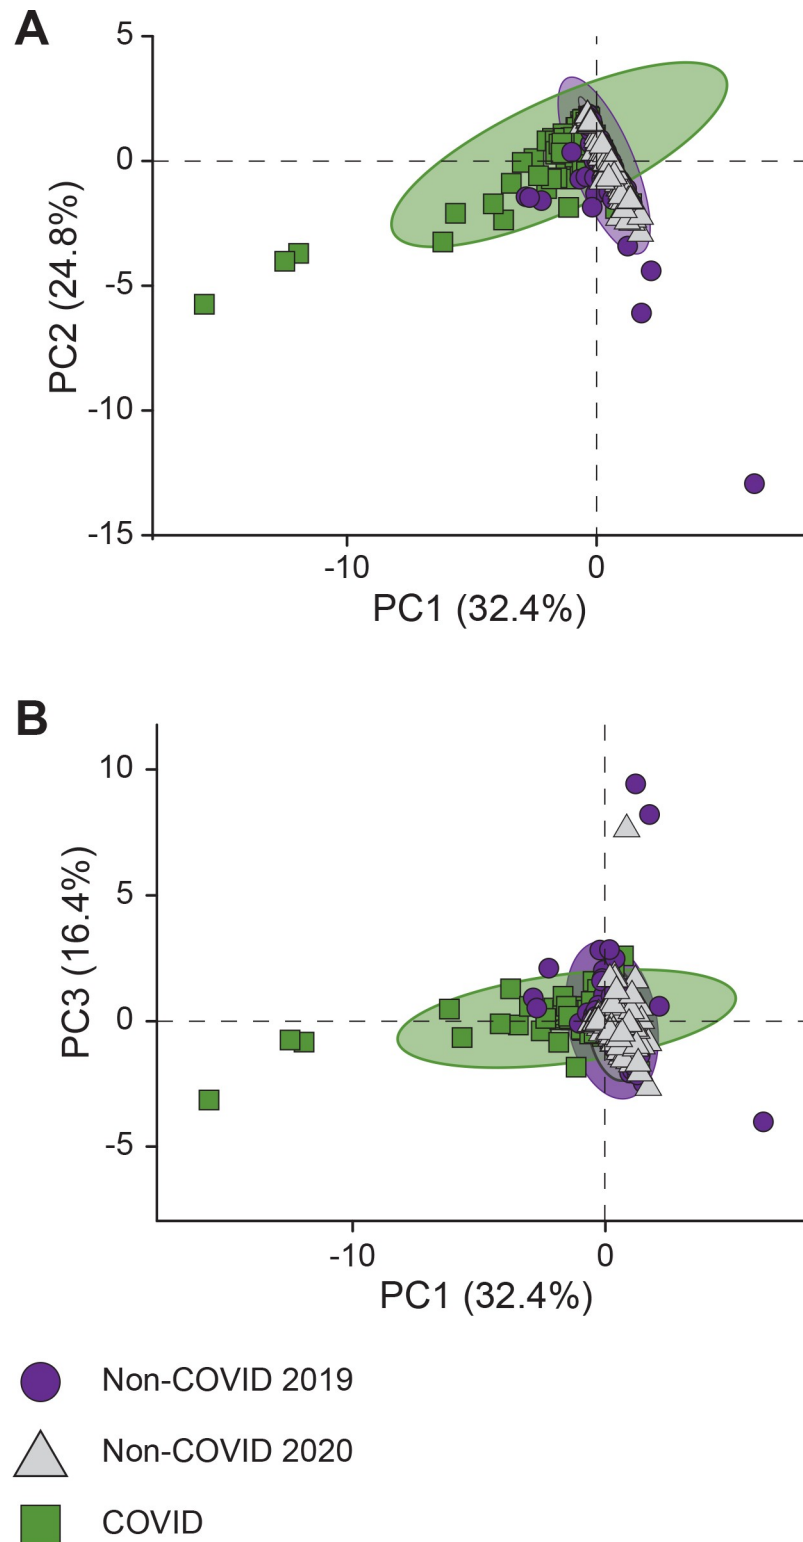 A
5
0
-5
-10
-15
PC2 (24.8%)
-10 0
PC1 (32.4%)
B
10
5
0
-5
PC3 (16.4%)
-10 0
PC1 (32.4%)
Non-COVID 2019
Non-COVID 2020
COVID